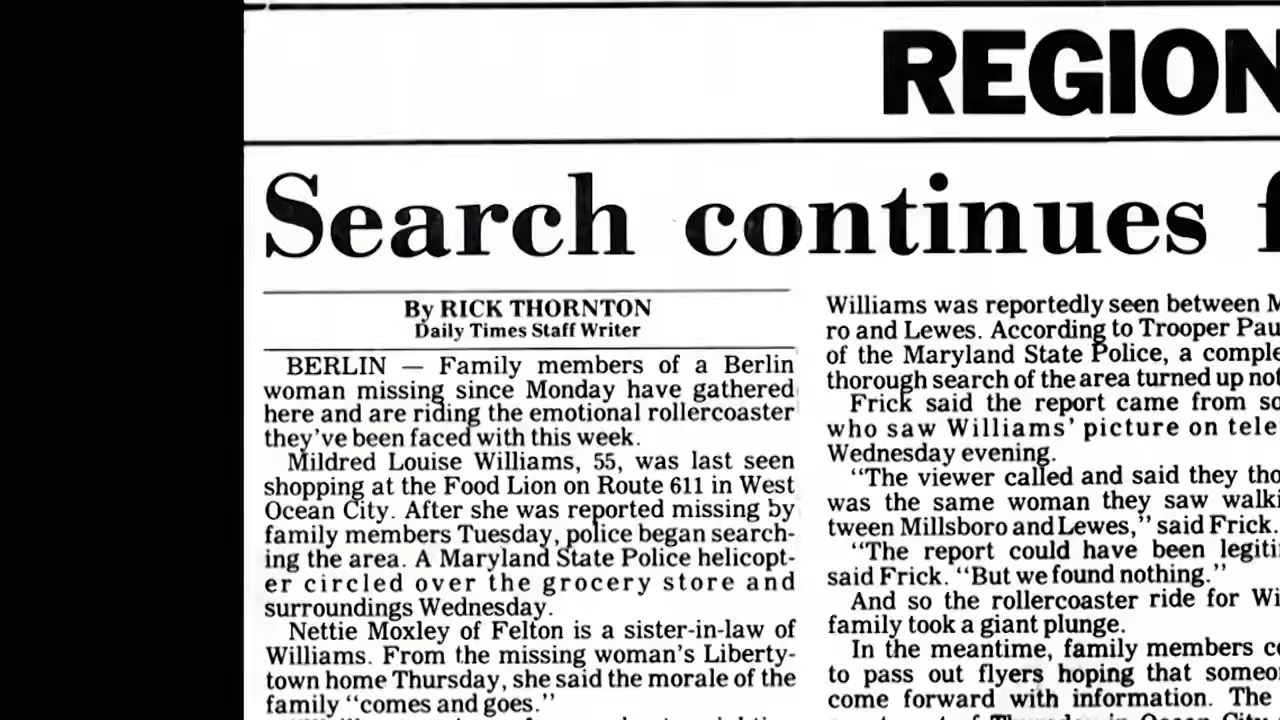 REGION
Search continues
By RICK THORNTON
Daily Times Staff Writer
BERLIN — Family members of a Berlin
woman missing since Monday have gathered
here and are riding the emotional rollercoaster
they've been faced with this week.
Mildred Louise Williams, 55, was last seen
shopping at the Food Lion on Route 611 in West
Ocean City. After she was reported missing by
family members Tuesday, police began search-
ing the area. A Maryland State Police helicopt-
er circled over the grocery store and
surroundings Wednesday.
Nettie Moxley of Felton is a sister-in-law of
Williams. From the missing woman's Liberty-
town home Thursday, she said the morale of the
family "comes and goes."
Williams was reportedly seen between
ro and Lewes. According to Trooper
of the Maryland State Police, a
thorough search of the area turned up
Frick said the report came from
who saw Williams' picture on
Wednesday evening.
"The viewer called and said they
was the same woman they saw
tween Millsboro and Lewes," said Frick.
"The report could have been
said Frick. "But we found nothing."
And so the rollercoaster ride for
family took a giant plunge.
In the meantime, family members
to pass out flyers hoping that
come forward with information. The